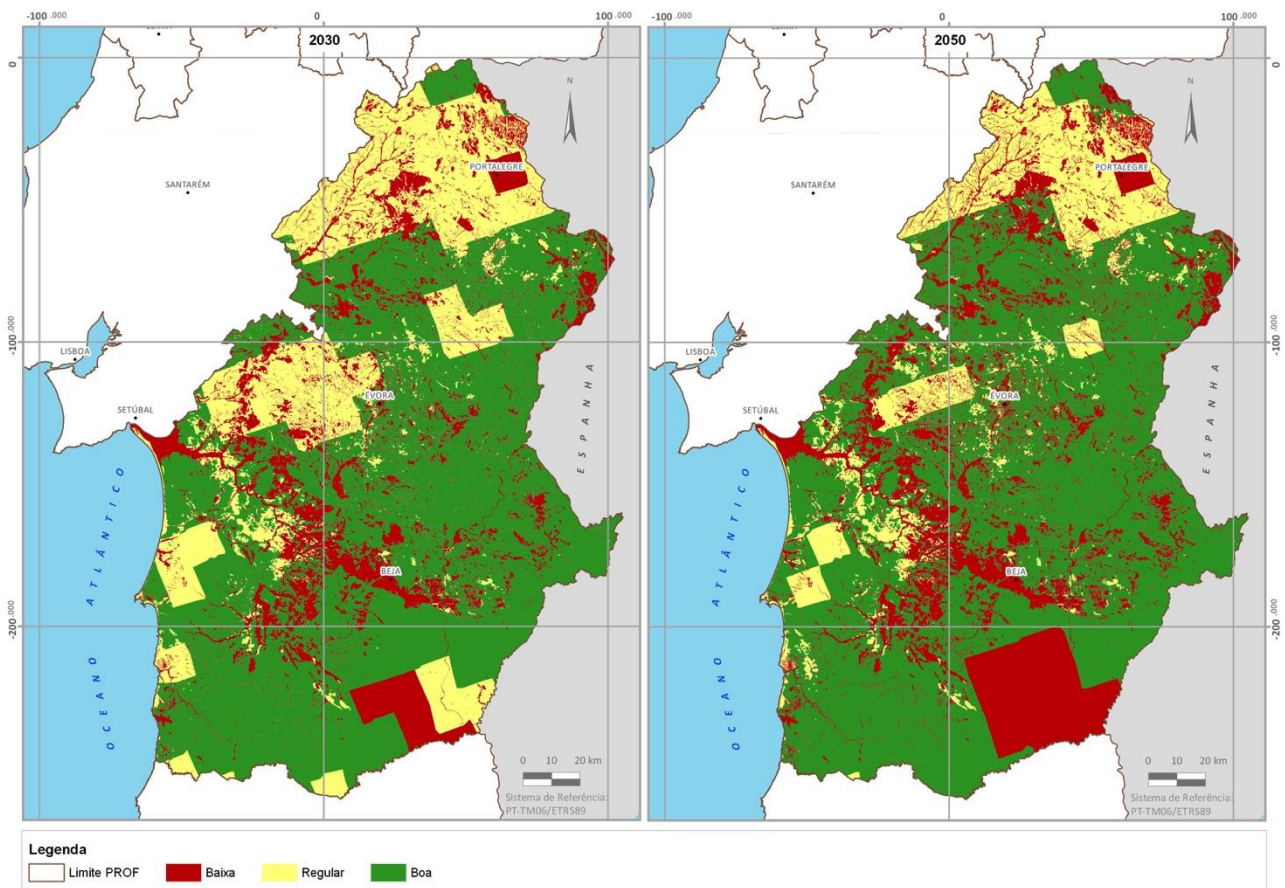 -100.000
0
100.000
2030
0
N
PORTALEGRE
SANTARÉM
LISBOA
SETÚBAL
ÉVORA
ESPANHA
OCEANO ATLÂNTICO
BEJA
-100.000
-200.000
0 10 20 km
Sistema de Referência:
PT-TM06/ETRS89
-100.000
0
100.000
2050
0
N
PORTALEGRE
SANTARÉM
-100.000
LISBOA
SETÚBAL
ÉVORA
ESPANHA
OCEANO ATLÂNTICO
BEJA
-200.000
0 10 20 km
Sistema de Referência:
PT-TM06/ETRS89
Legenda
Limite PROF
Baixa
Regular
Boa